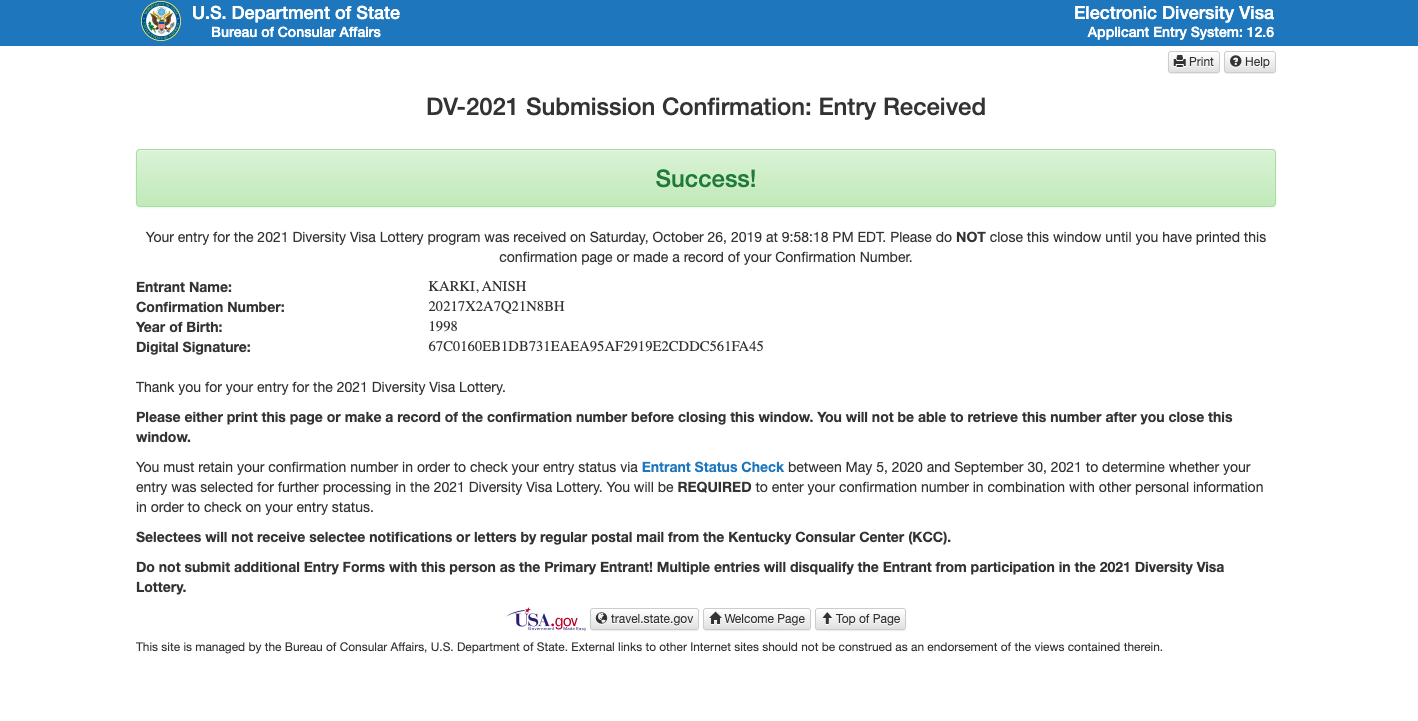 U.S. Department of State
Bureau of Consular Affairs
Electronic Diversity Visa
Applicant Entry System: 12.6
Print
Help
DV-2021 Submission Confirmation: Entry Received
Success!
Your entry for the 2021 Diversity Visa Lottery program was received on Saturday, October 26, 2019 at 9:58:18 PM EDT. Please do NOT close this window until you have printed this
confirmation page or made a record of your Confirmation Number.
Entrant Name: KARKI, ANISH
Confirmation Number: 20217X2A7Q21N8BH
Year of Birth: 1998
Digital Signature: 67C0160EB1DB731EAEA95AF2919E2CDDC561FA45
Thank you for your entry for the 2021 Diversity Visa Lottery.
Please either print this page or make a record of the confirmation number before closing this window. You will not be able to retrieve this number after you close this
window.
You must retain your confirmation number in order to check your entry status via Entrant Status Check between May 5, 2020 and September 30, 2021 to determine whether your
entry was selected for further processing in the 2021 Diversity Visa Lottery. You will be REQUIRED to enter your confirmation number in combination with other personal information
in order to check on your entry status.
Selectees will not receive selectee notifications or letters by regular postal mail from the Kentucky Consular Center (KCC).
Do not submit additional Entry Forms with this person as the Primary Entrant! Multiple entries will disqualify the Entrant from participation in the 2021 Diversity Visa
Lottery.
USA.gov
Government Made Easy
travel.state.gov
Welcome Page
Top of Page
This site is managed by the Bureau of Consular Affairs, U.S. Department of State. External links to other Internet sites should not be construed as an endorsement of the views contained therein.